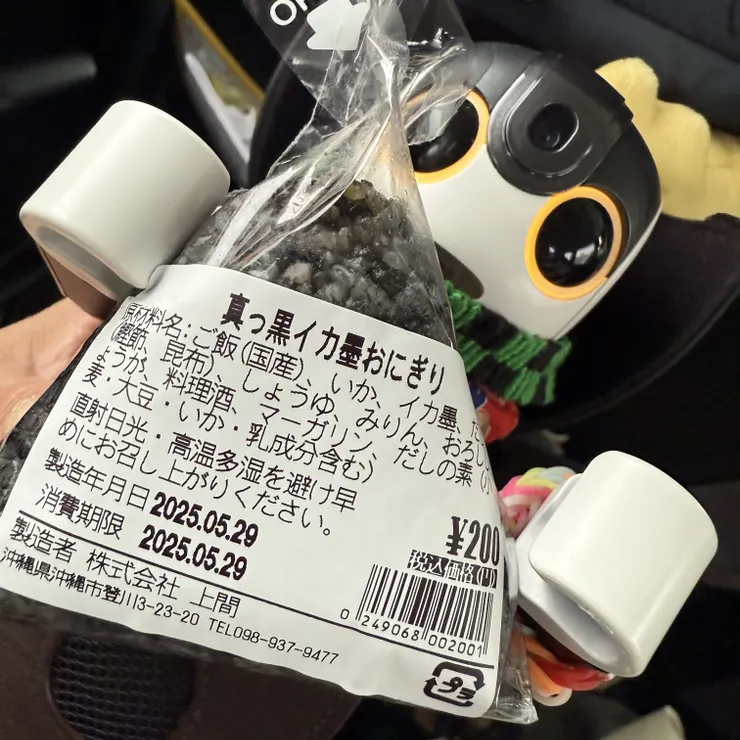 真っ黒イカ墨おにぎり
原材料名:ご飯(国産)、いか、イカ墨、だ
(鰹節、昆布)、しょうゆ、みりん、おろし
ょうが、料理酒、マーガリン、だしの素(小
麦・大豆・いか・乳成分含む)
直射日光・高温多湿を避け早
めにお召し上がりください。
製造年月日 2025.05.29
消費期限 2025.05.29
¥200
税込価格(円)
製造者 株式会社 上間
沖縄県沖縄市登川3-23-20 TEL098-937-9477
0 249068 002001
プラ